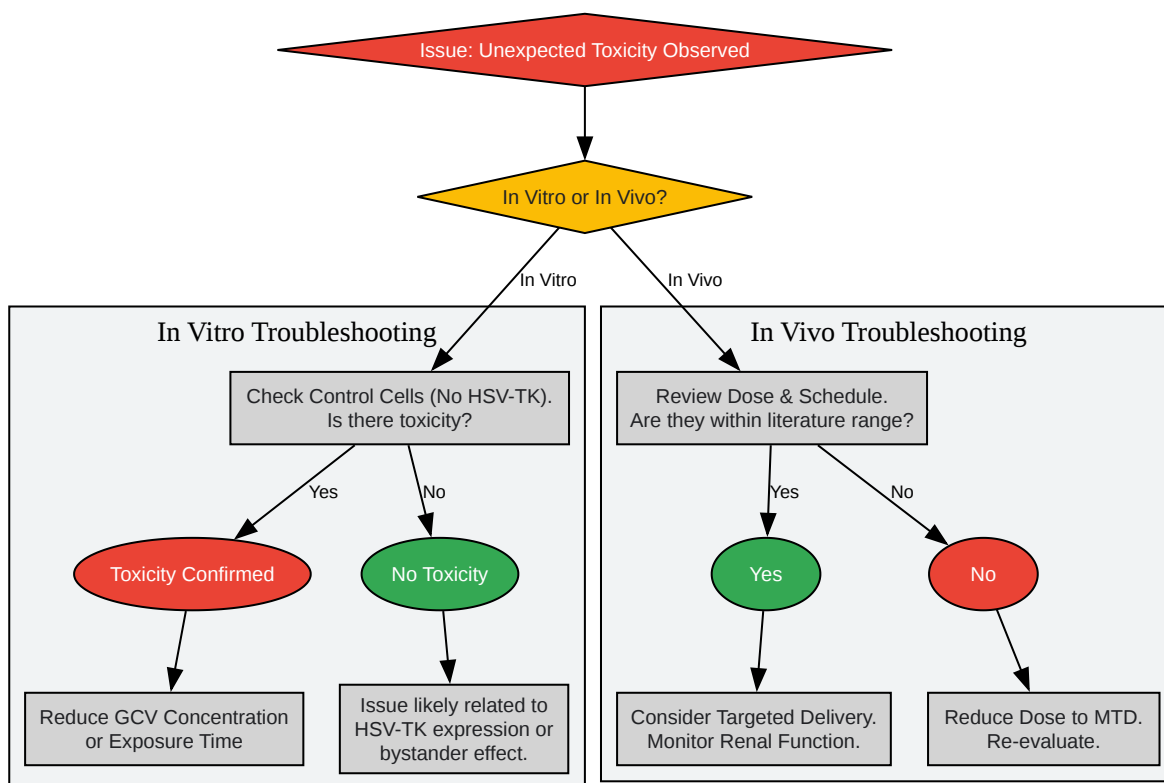 Issue: Unexpected Toxicity Observed
In Vitro or In Vivo?
In Vitro
In Vivo
In Vitro Troubleshooting
In Vivo Troubleshooting
Check Control Cells (No HSV-TK).
Is there toxicity?
Review Dose & Schedule.
Are they within literature range?
Yes
No
Yes
No
Toxicity Confirmed
No Toxicity
Yes
No
Reduce GCV Concentration
or Exposure Time
Issue likely related to
HSV-TK expression or
bystander effect.
Consider Targeted Delivery.
Monitor Renal Function.
Reduce Dose to MTD.
Re-evaluate.